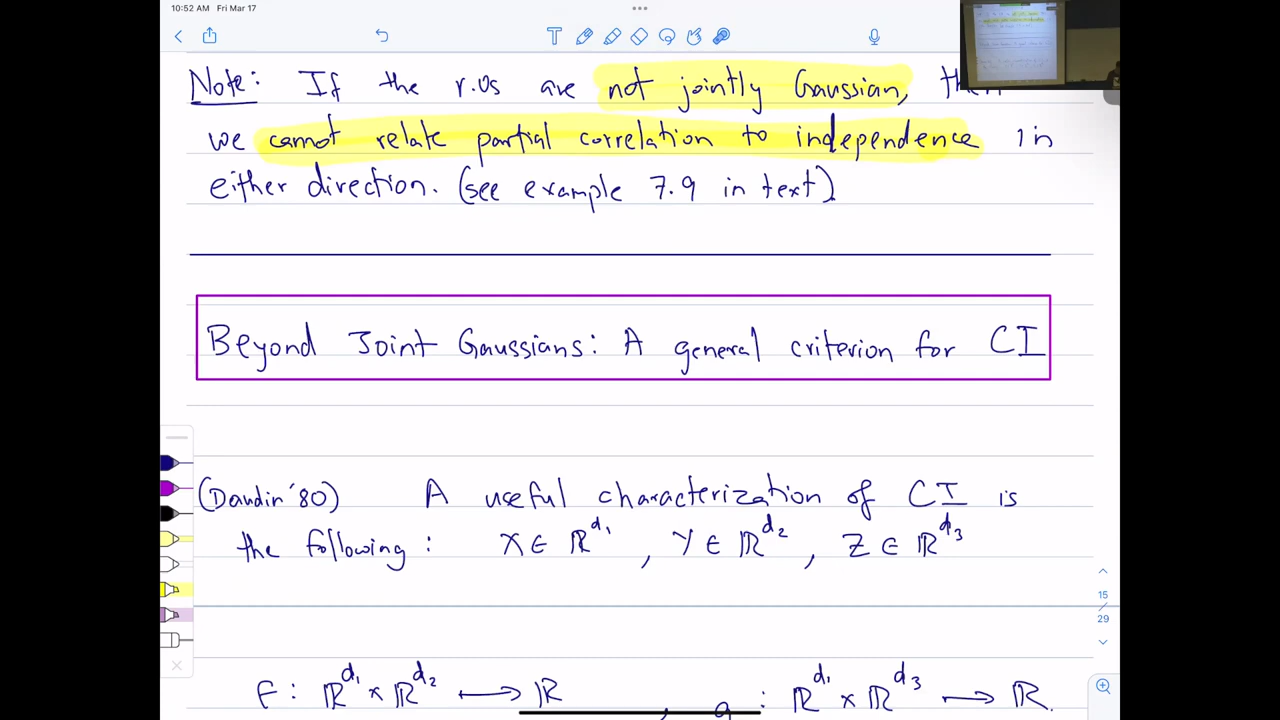 10:52 AM Fri Mar 17
Note: If the r.vs are not jointly Gaussian,
we cannot relate partial correlation to independence in
either direction. (see example 7.9 in text).
Beyond Joint Gaussians: A general criterion for CI
(Daudin '80) A useful characterization of CI is
the following: X ∈ ℝ^d₁, Y ∈ ℝ^d₂, Z ∈ ℝ^d₃
15
/
29
F: ℝ^d₁ × ℝ^d₂ ⟼ ℝ, g: ℝ^d₁ × ℝ^d₃ ⟶ ℝ.